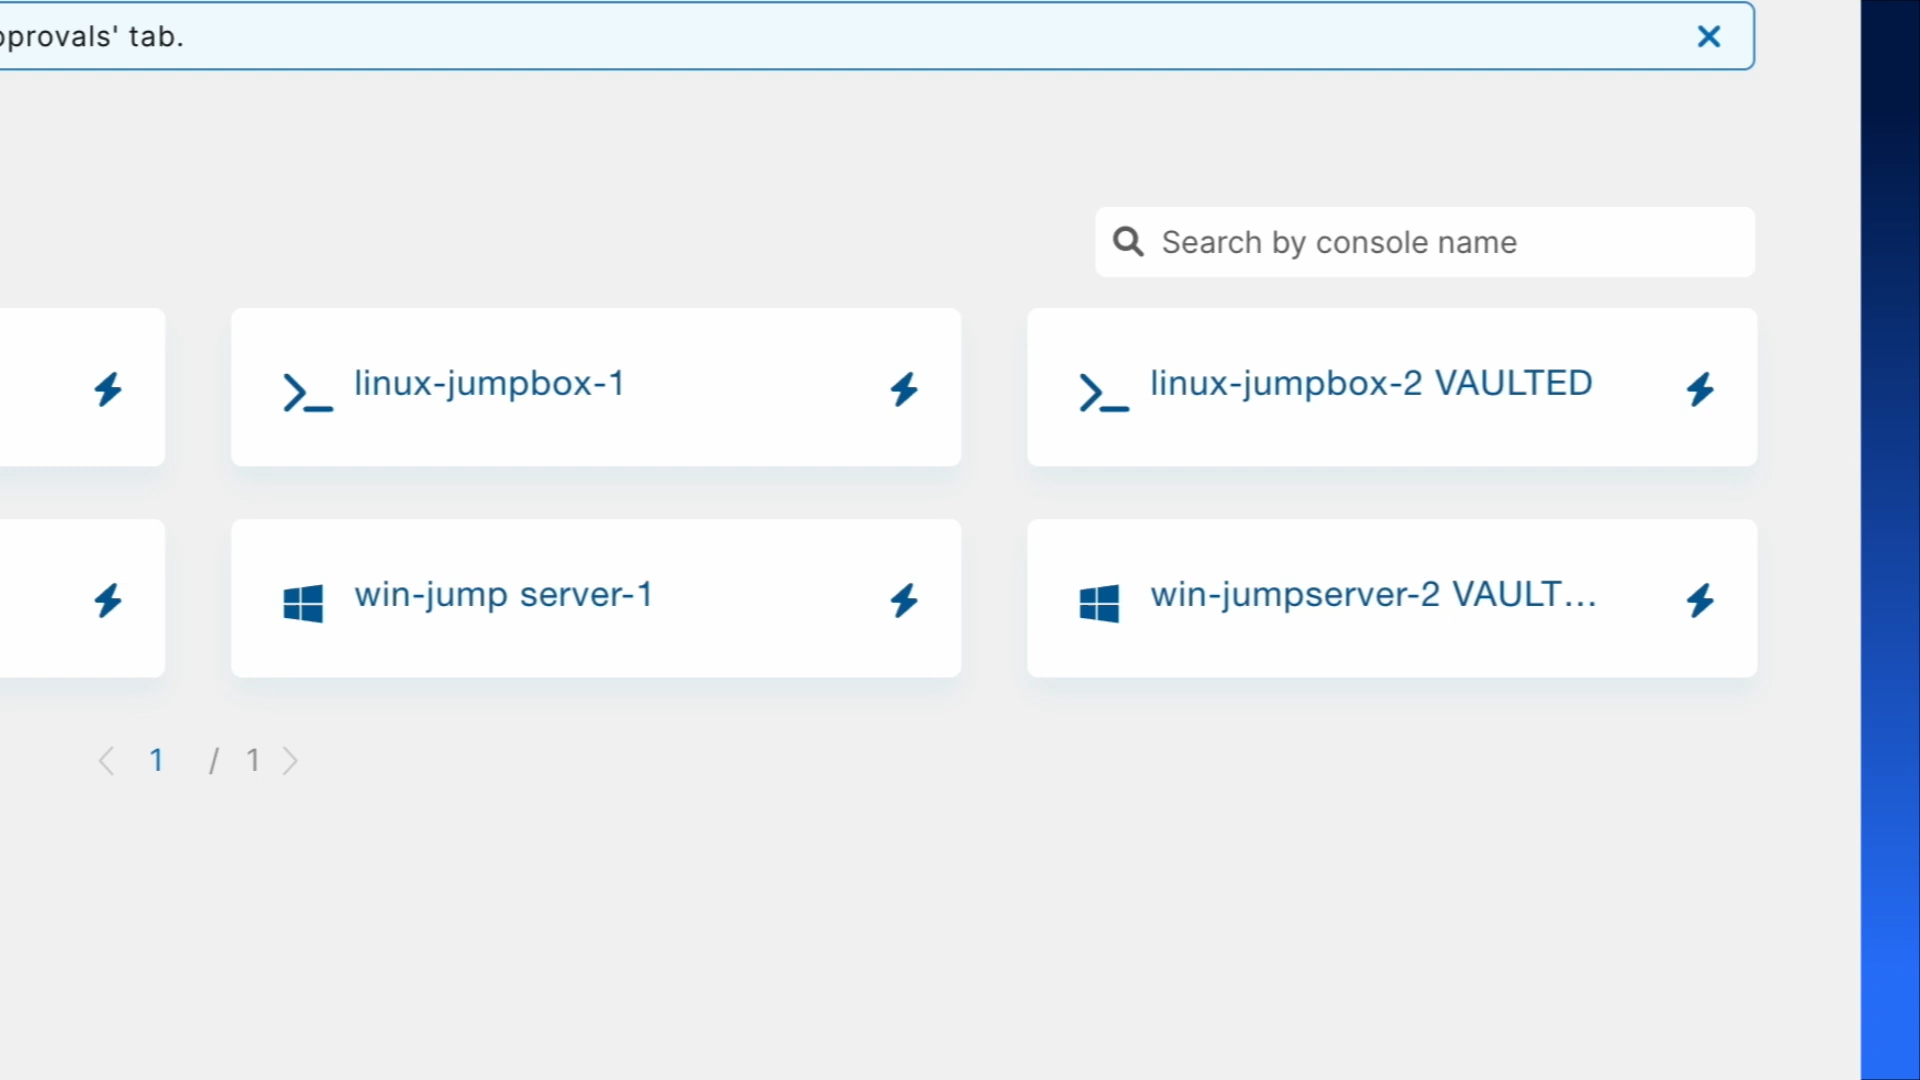 provals' tab.
Search by console name
linux-jumpbox-1
linux-jumpbox-2 VAULTED
win-jump server-1
win-jumpserver-2 VAULT...
1 / 1